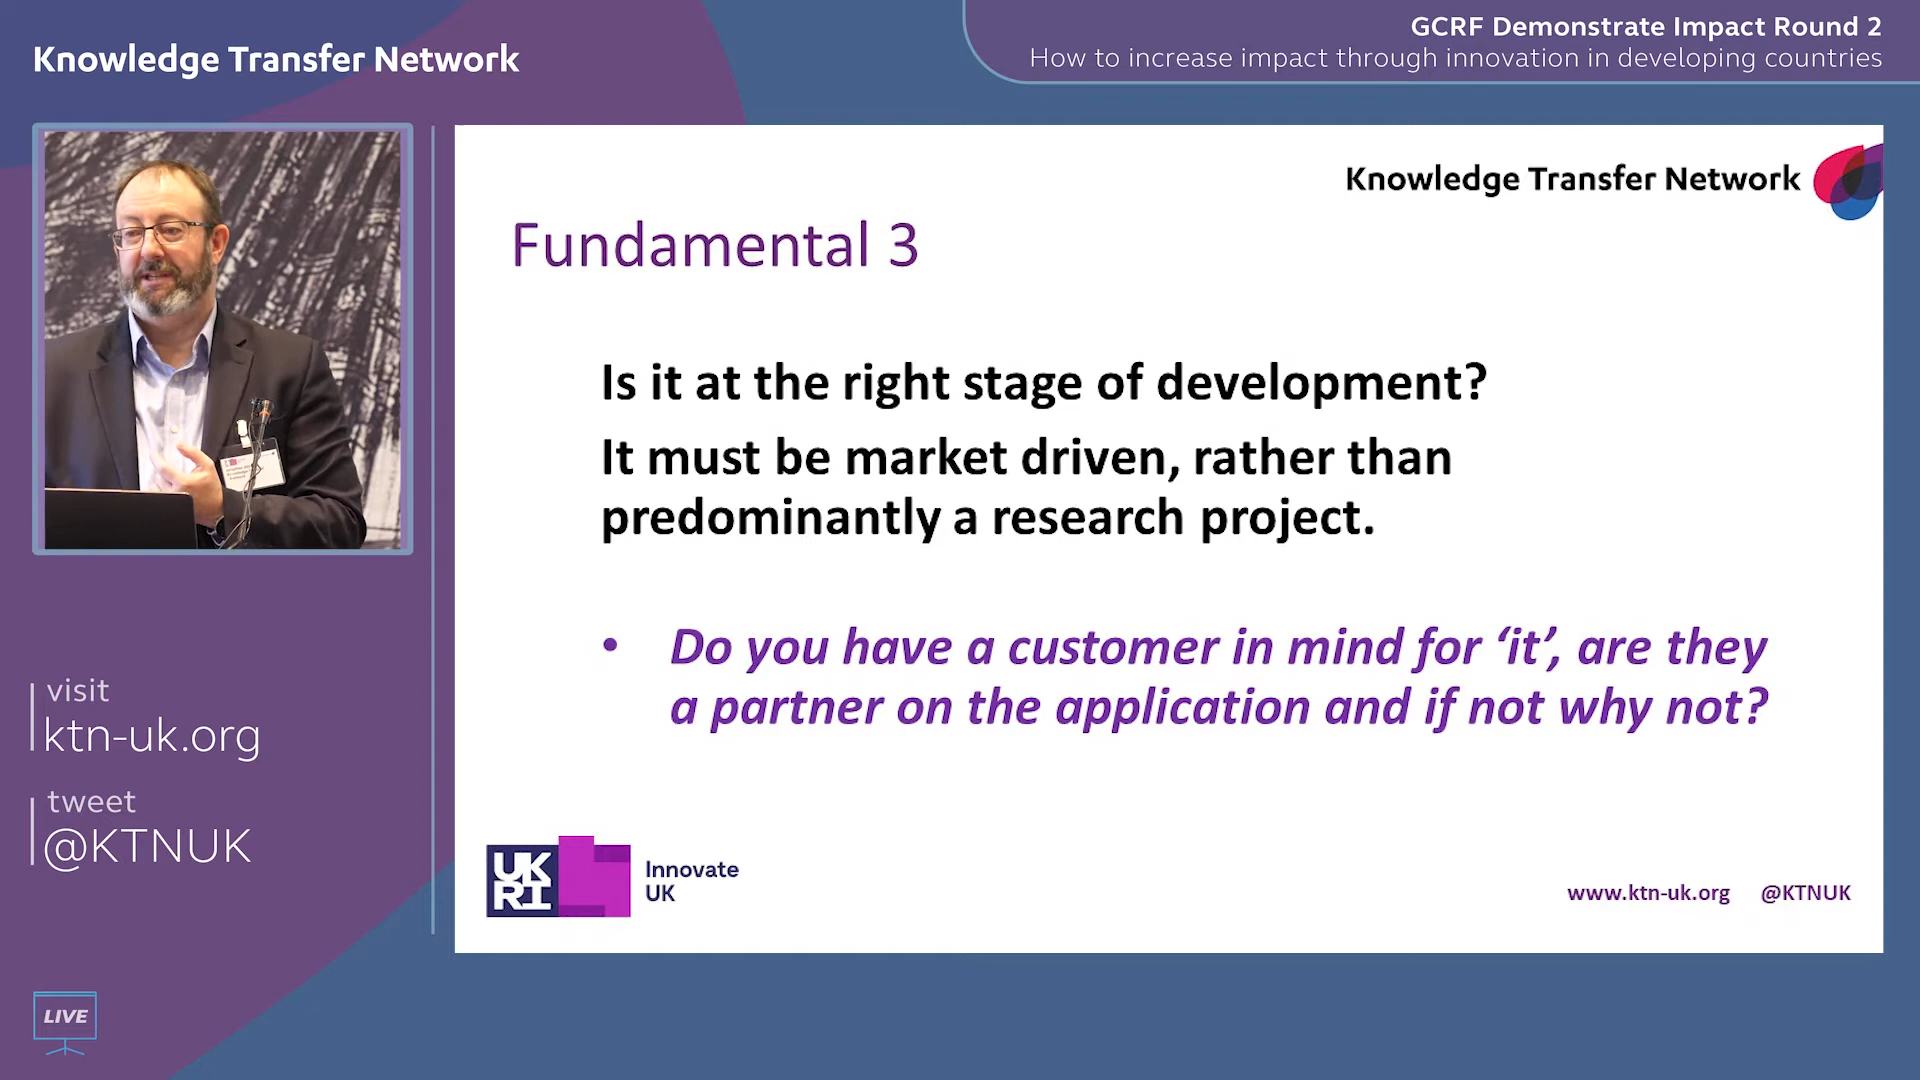 Knowledge Transfer Network
GCRF Demonstrate Impact Round 2
How to increase impact through innovation in developing countries
Knowledge Transfer Network
Fundamental 3
Is it at the right stage of development?
It must be market driven, rather than
predominantly a research project.
• Do you have a customer in mind for ‘it’, are they
a partner on the application and if not why not?
visit
ktn-uk.org
tweet
@KTNUK
UK
RI
Innovate
UK
www.ktn-uk.org @KTNUK
LIVE